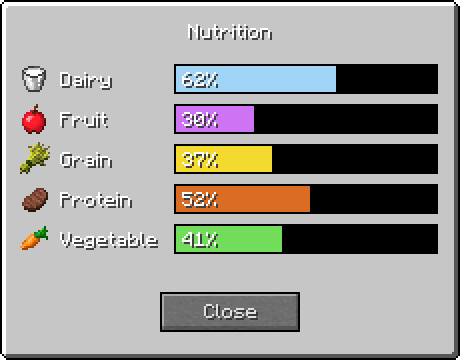 Nutrition
Dairy 62%
Fruit 30%
Grain 37%
Protein 52%
Vegetable 41%
Close